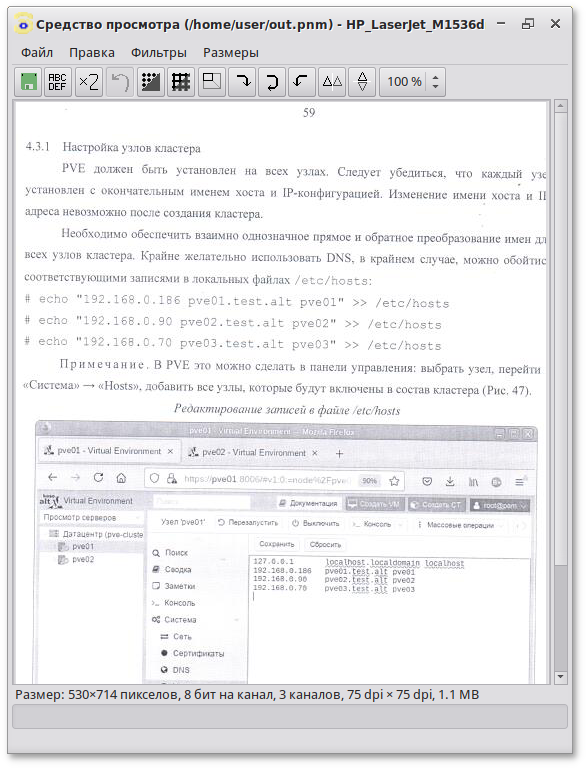 Средство просмотра (/home/user/out.pnm) - HP_LaserJet_M1536d
Файл Правка Фильтры Размеры
ABC DEF ×2 100 %
59
4.3.1 Настройка узлов кластера
PVE должен быть установлен на всех узлах. Следует убедиться, что каждый узе
установлен с окончательным именем хоста и IP-конфигурацией. Изменение имени хоста и II
адреса невозможно после создания кластера.
Необходимо обеспечить взаимно однозначное прямое и обратное преобразование имен дл
всех узлов кластера. Крайне желательно использовать DNS, в крайнем случае, можно обойтис
соответствующими записями в локальных файлах /etc/hosts:
# echo "192.168.0.186 pve01.test.alt pve01" >> /etc/hosts
# echo "192.168.0.90 pve02.test.alt pve02" >> /etc/hosts
# echo "192.168.0.70 pve03.test.alt pve03" >> /etc/hosts
Примечание. В PVE это можно сделать в панели управления: выбрать узел, перейти
«Система» → «Hosts», добавить все узлы, которые будут включены в состав кластера (Рис. 47).
Редактирование записей в файле /etc/hosts
pve01 - Virtual Environment — Mozilla Firefox
pve01 - Virtual Environment × pve02 - Virtual Environment ×
https://pve01:8006/#v1:0:=node%2Fpve 90%
alt Virtual Environment Документация Создать VM Создать CT root@pam
Просмотр серверов Узел 'pve01' Перезапустить Выключить Консоль Массовые операции
Датацентр (pve-cluste
pve01
pve02
Поиск
Сводка
Заметки
Консоль
Система
Сеть
Сертификаты
DNS
Сохранить Сбросить
127.0.0.1 localhost.localdomain localhost
192.168.0.186 pve01.test.alt pve01
192.168.0.90 pve02.test.alt pve02
192.168.0.70 pve03.test.alt pve03
Размер: 530×714 пикселов, 8 бит на канал, 3 каналов, 75 dpi × 75 dpi, 1.1 MB